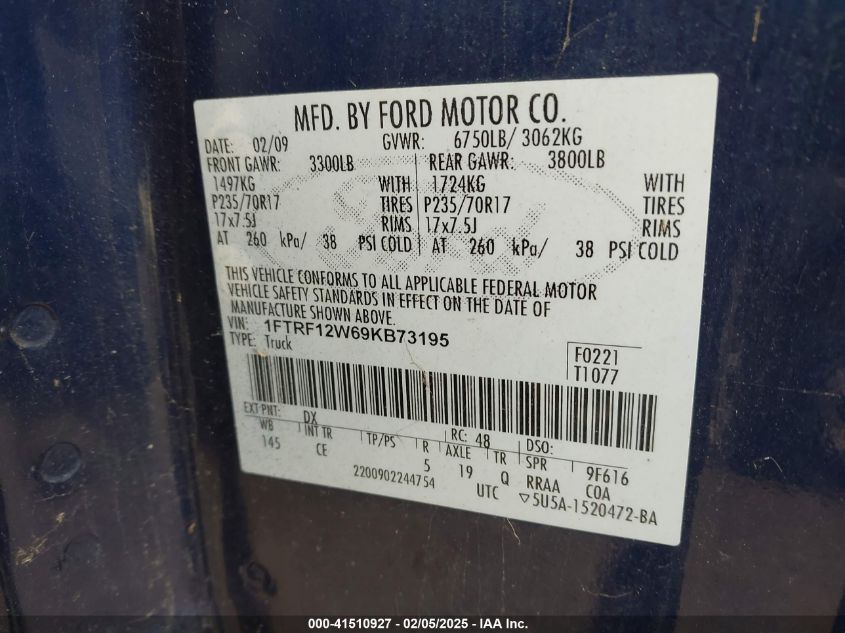 MFD. BY FORD MOTOR CO.
DATE: 02/09 GVWR: 6750LB/ 3062KG
FRONT GAWR: 3300LB REAR GAWR: 3800LB
1497KG WITH 1724KG WITH
P235/70R17 TIRES P235/70R17 TIRES
17x7.5J RIMS 17x7.5J RIMS
AT 260 kPa/ 38 PSI COLD AT 260 kPa/ 38 PSI COLD
THIS VEHICLE CONFORMS TO ALL APPLICABLE FEDERAL MOTOR
VEHICLE SAFETY STANDARDS IN EFFECT ON THE DATE OF
MANUFACTURE SHOWN ABOVE.
VIN: 1FTRF12W69KB73195
TYPE: Truck
F0221
T1077
EXT PNT: DX RC: 48 DSO:
WB INT TR TP/PS R AXLE TR SPR 9F616
145 CE 5 19 Q RRAA COA
2200902244754 UTC ▽5U5A-1520472-BA
000-41510927 - 02/05/2025 - IAA Inc.